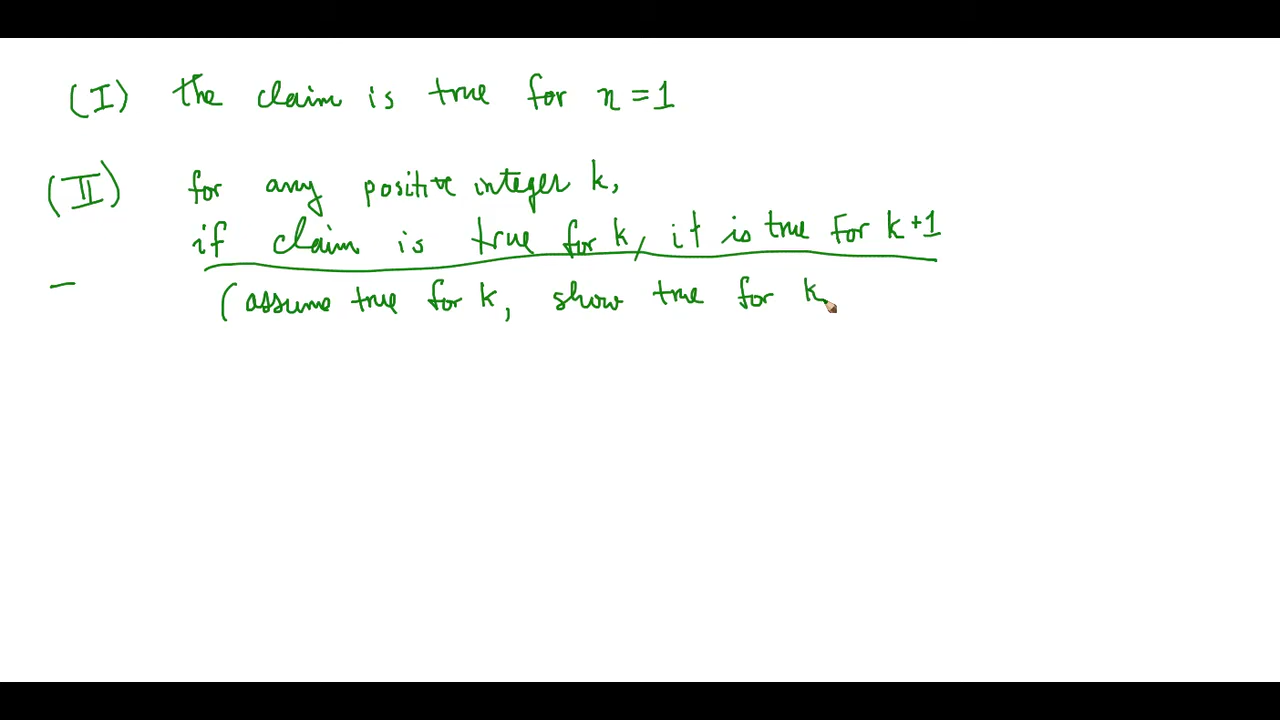 (I) the claim is true for n = 1
(II) for any positive integer k,
if claim is true for k, it is true for k+1
(assume true for k, show true for k